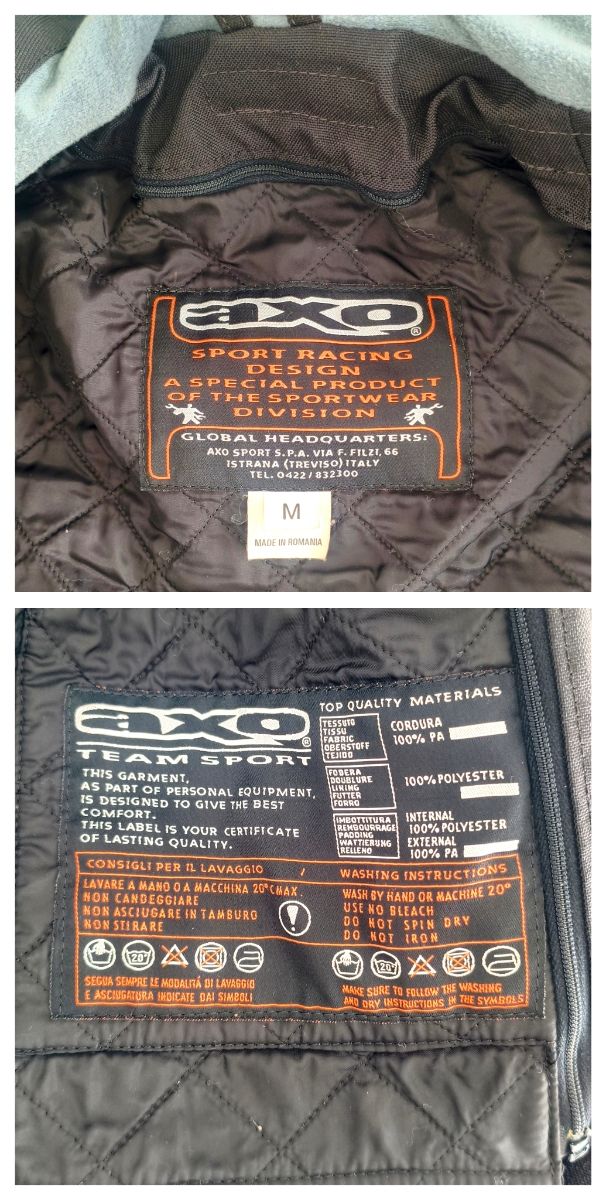 axo®
SPORT RACING
DESIGN
A SPECIAL PRODUCT
OF THE SPORTWEAR
DIVISION
GLOBAL HEADQUARTERS:
AXO SPORT S.P.A. VIA F. FILZI, 66
ISTRANA (TREVISO) ITALY
TEL. 0422/832300
M
MADE IN ROMANIA
axo®
TEAM SPORT
THIS GARMENT,
AS PART OF PERSONAL EQUIPMENT,
IS DESIGNED TO GIVE THE BEST
COMFORT.
THIS LABEL IS YOUR CERTIFICATE
OF LASTING QUALITY.
TOP QUALITY MATERIALS
TESSUTO
TISSU
FABRIC
OBERSTOFF
TEJIDO
CORDURA
100% PA
FODERA
DOUBLURE
LINING
FUTTER
FORRO
100% POLYESTER
IMBOTTITURA
REMBOURRAGE
PADDING
WATTIERUNG
RELLENO
INTERNAL
100% POLYESTER
EXTERNAL
100% PA
CONSIGLI PER IL LAVAGGIO / WASHING INSTRUCTIONS
LAVARE A MANO O A MACCHINA 20°C MAX
NON CANDEGGIARE
NON ASCIUGARE IN TAMBURO
NON STIRARE
!
WASH BY HAND OR MACHINE 20°
USE NO BLEACH
DO NOT SPIN DRY
DO NOT IRON
20°
20°
SEGUA SEMPRE LE MODALITÀ DI LAVAGGIO
E ASCIUGATURA INDICATE DAI SIMBOLI
MAKE SURE TO FOLLOW THE WASHING
AND DRY INSTRUCTIONS IN THE SYMBOLS